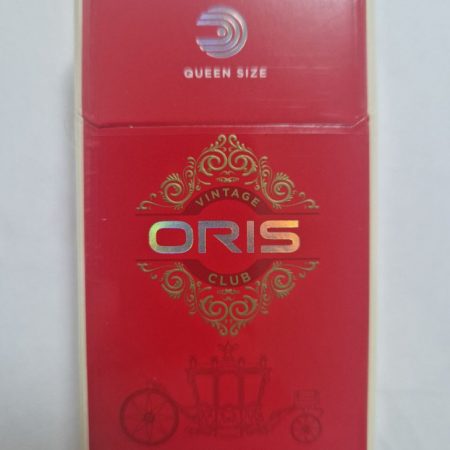 QUEEN SIZE
VINTAGE
ORIS
CLUB